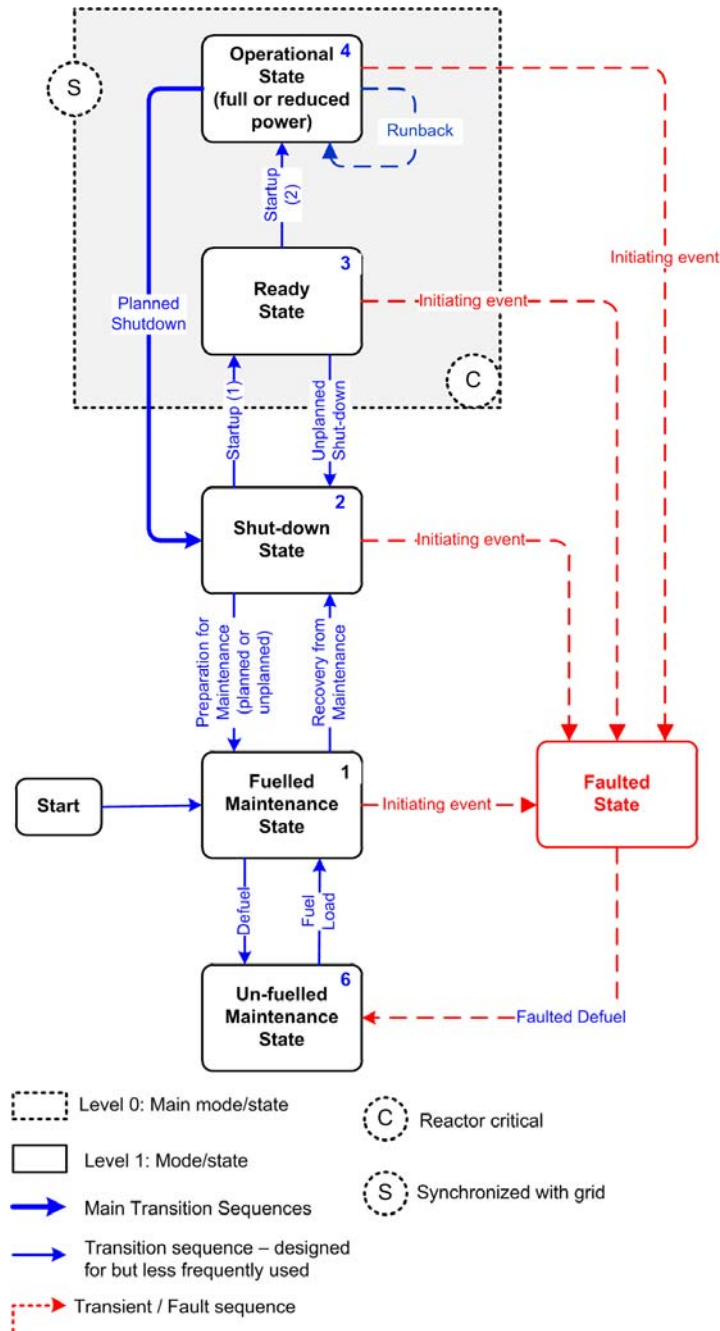 4
Operational
State
(full or reduced
power)
S
Runback
Startup
(2)
Initiating event
3
Ready
State
Initiating event
Planned
Shutdown
C
Startup (1)
Unplanned
Shut-down
2
Shut-down
State
Initiating event
Preparation for
Maintenance
(planned or
unplanned)
Recovery from
Maintenance
Start
1
Fuelled
Maintenance
State
Initiating event
Faulted
State
Defuel
Fuel
Load
6
Un-fuelled
Maintenance
State
Faulted Defuel
Level 0: Main mode/state
C
Reactor critical
Level 1: Mode/state
S
Synchronized with grid
Main Transition Sequences
Transition sequence – designed
for but less frequently used
Transient / Fault sequence